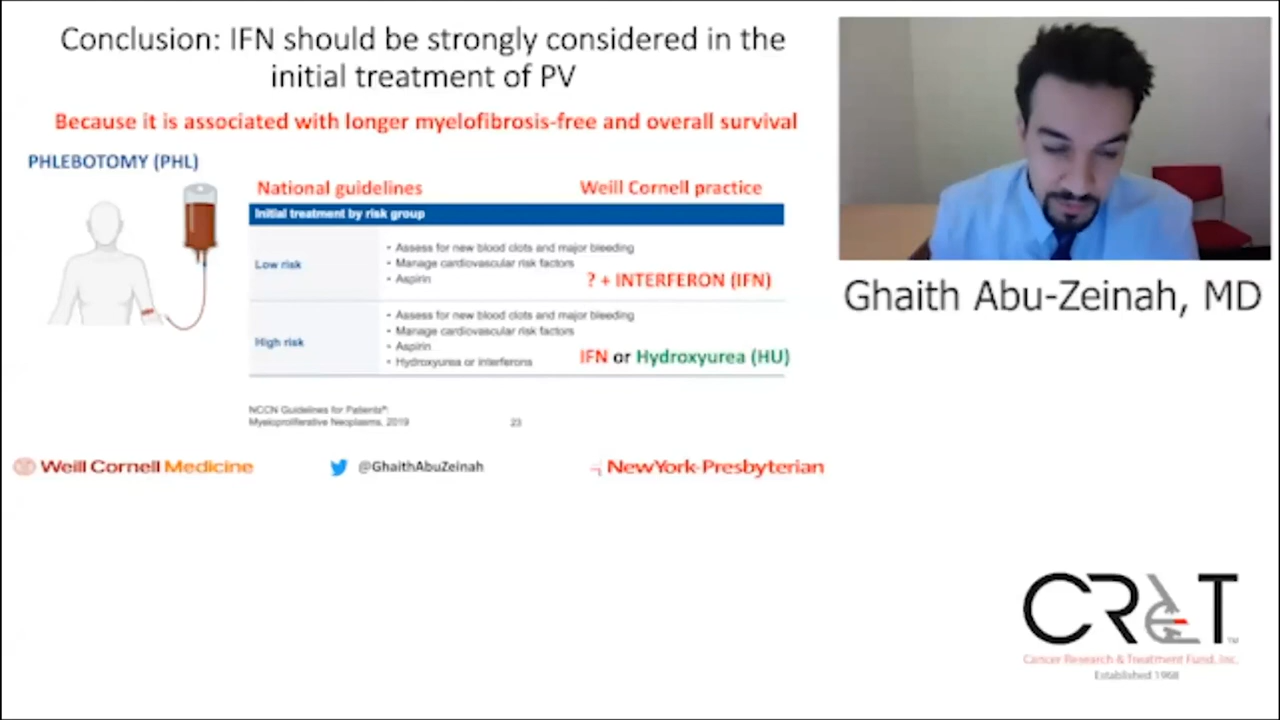 Conclusion: IFN should be strongly considered in the
initial treatment of PV
Because it is associated with longer myelofibrosis-free and overall survival
PHLEBOTOMY (PHL)
National guidelines
Weill Cornell practice
Initial treatment by risk group
Low risk
• Assess for new blood clots and major bleeding
• Manage cardiovascular risk factors
• Aspirin
? + INTERFERON (IFN)
High risk
• Assess for new blood clots and major bleeding
• Manage cardiovascular risk factors
• Aspirin
• Hydroxyurea or interferons
IFN or Hydroxyurea (HU)
NCCN Guidelines for Patients®:
Myeloproliferative Neoplasms, 2019
23
Weill Cornell Medicine
@GhaithAbuZeinah
NewYork-Presbyterian
Ghaith Abu-Zeinah, MD
CR&T™
Cancer Research & Treatment Fund, Inc.
Established 1968